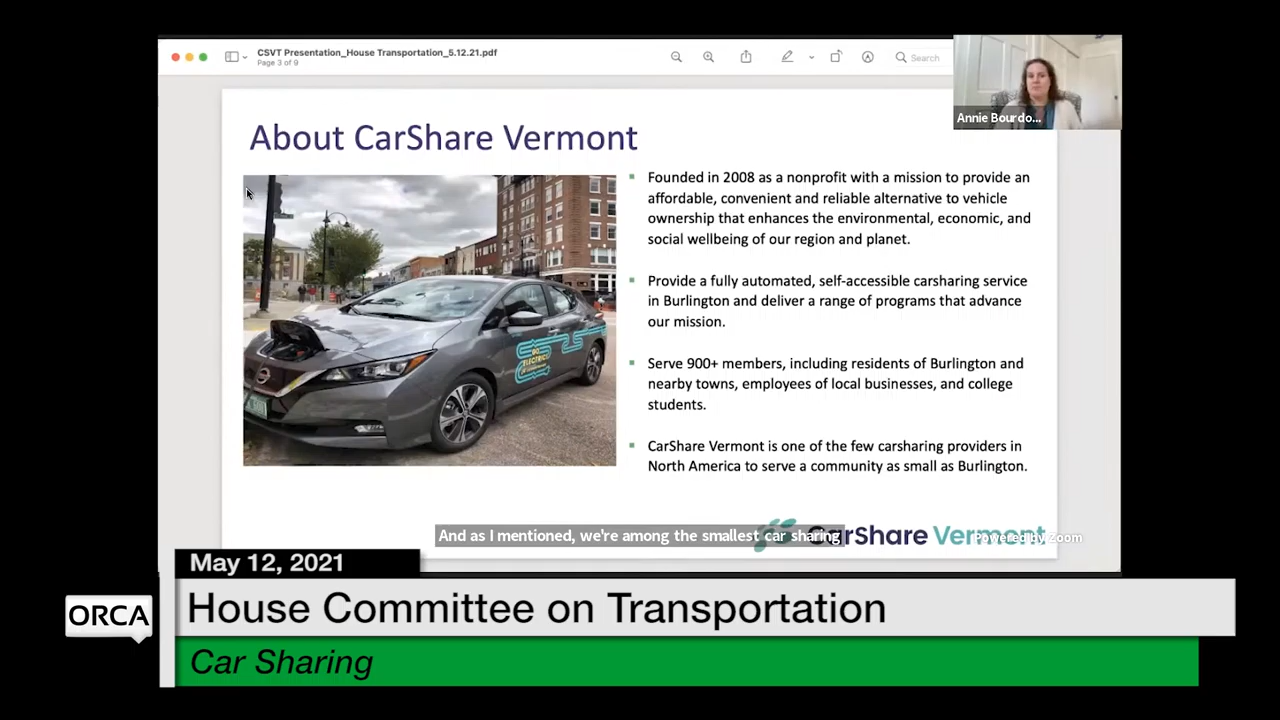 CSVT Presentation_House Transportation_5.12.21.pdf
Page 3 of 9
Search
Annie Bourdo...
About CarShare Vermont
Founded in 2008 as a nonprofit with a mission to provide an
affordable, convenient and reliable alternative to vehicle
ownership that enhances the environmental, economic, and
social wellbeing of our region and planet.
Provide a fully automated, self-accessible carsharing service
in Burlington and deliver a range of programs that advance
our mission.
Serve 900+ members, including residents of Burlington and
nearby towns, employees of local businesses, and college
students.
CarShare Vermont is one of the few carsharing providers in
North America to serve a community as small as Burlington.
GO
ELECTRIC!
And as I mentioned, we're among the smallest car sharing
CarShare Vermont
Powered by Zoom
May 12, 2021
ORCA
House Committee on Transportation
Car Sharing